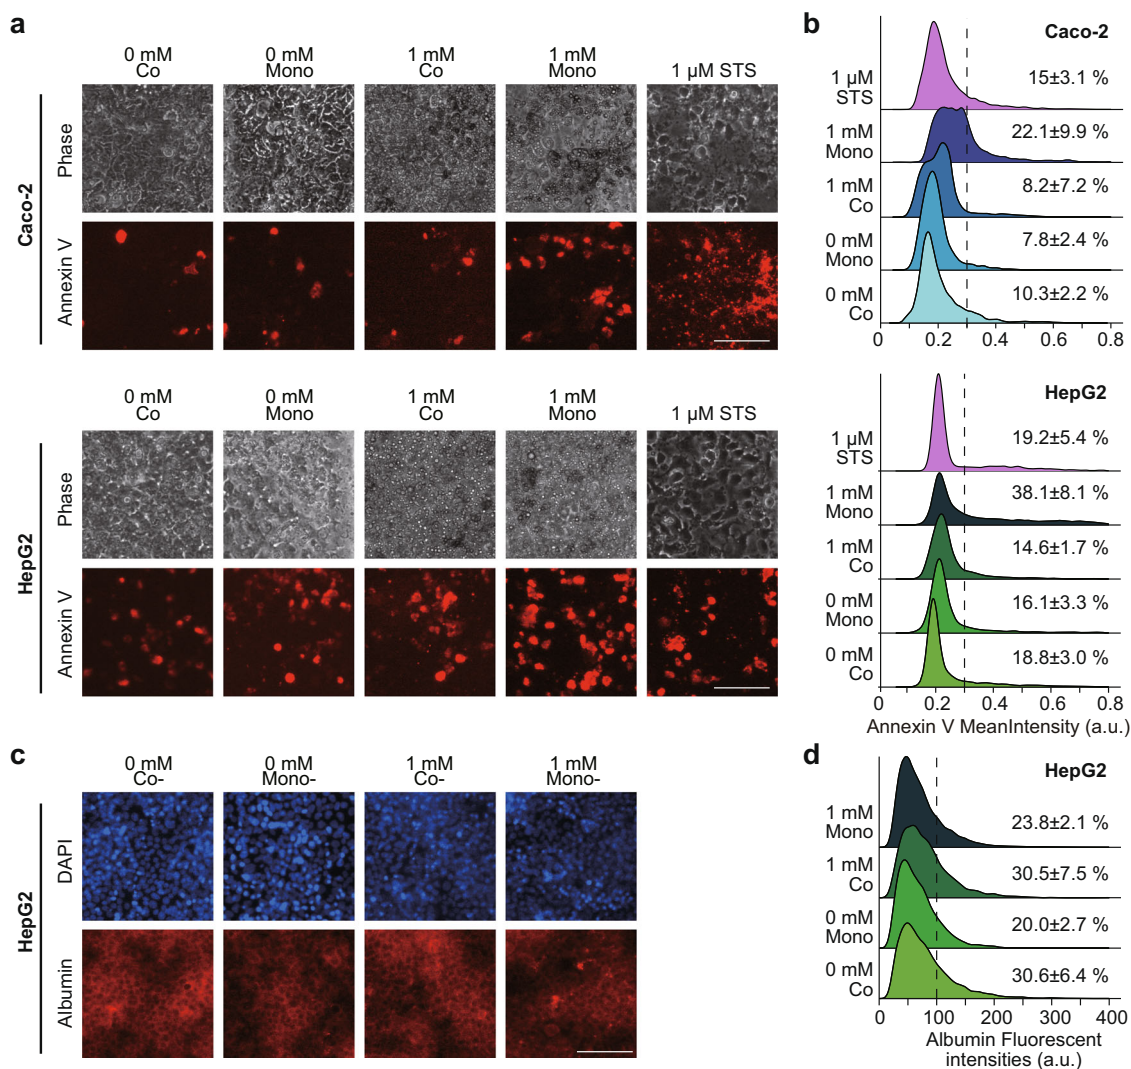 a
0 mM Co
0 mM Mono
1 mM Co
1 mM Mono
1 µM STS
Caco-2
Phase
Annexin V
0 mM Co
0 mM Mono
1 mM Co
1 mM Mono
1 µM STS
HepG2
Phase
Annexin V
b
Caco-2
1 µM STS
15±3.1 %
1 mM Mono
22.1±9.9 %
1 mM Co
8.2±7.2 %
0 mM Mono
7.8±2.4 %
0 mM Co
10.3±2.2 %
0 0.2 0.4 0.6 0.8
HepG2
1 µM STS
19.2±5.4 %
1 mM Mono
38.1±8.1 %
1 mM Co
14.6±1.7 %
0 mM Mono
16.1±3.3 %
0 mM Co
18.8±3.0 %
0 0.2 0.4 0.6 0.8
Annexin V MeanIntensity (a.u.)
c
0 mM Co-
0 mM Mono-
1 mM Co-
1 mM Mono-
HepG2
DAPI
Albumin
d
HepG2
1 mM Mono
23.8±2.1 %
1 mM Co
30.5±7.5 %
0 mM Mono
20.0±2.7 %
0 mM Co
30.6±6.4 %
0 100 200 300 400
Albumin Fluorescent
intensities (a.u.)